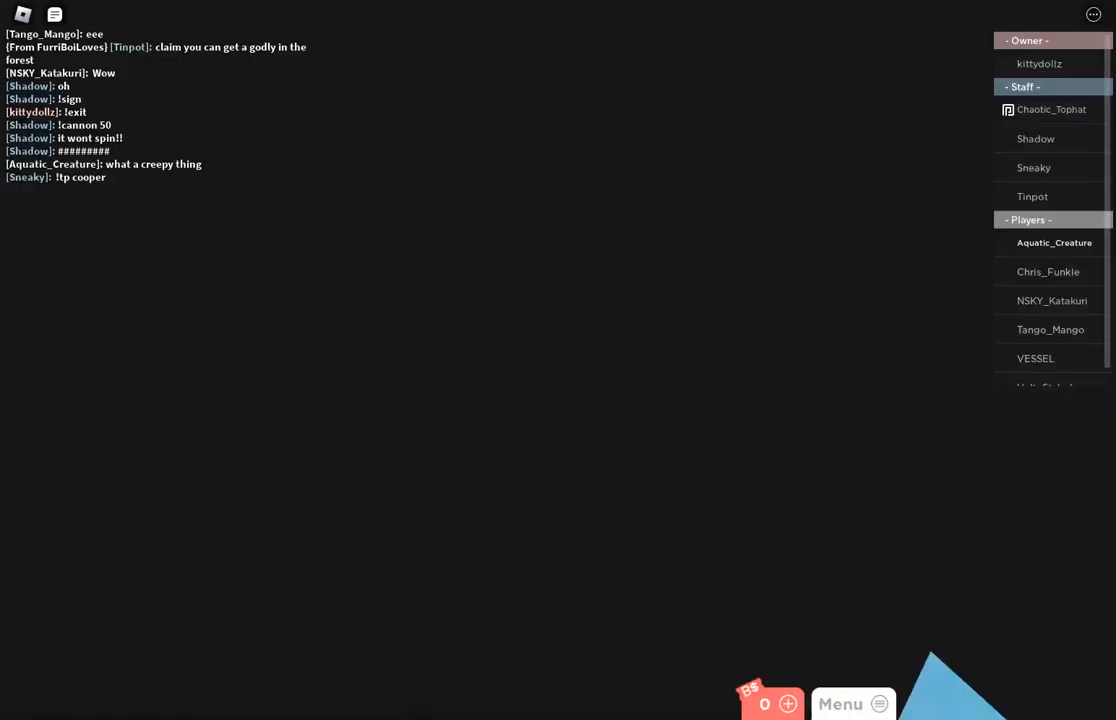 [Tango_Mango]: eee
{From FurriBoiLoves} [Tinpot]: claim you can get a godly in the
forest
[NSKY_Katakuri]: Wow
[Shadow]: oh
[Shadow]: !sign
[kittydollz]: !exit
[Shadow]: !cannon 50
[Shadow]: it wont spin!!
[Shadow]: #########
[Aquatic_Creature]: what a creepy thing
[Sneaky]: !tp cooper
- Owner -
kittydollz
- Staff -
Chaotic_Tophat
Shadow
Sneaky
Tinpot
- Players -
Aquatic_Creature
Chris_Funkle
NSKY_Katakuri
Tango_Mango
VESSEL
B$
0
Menu